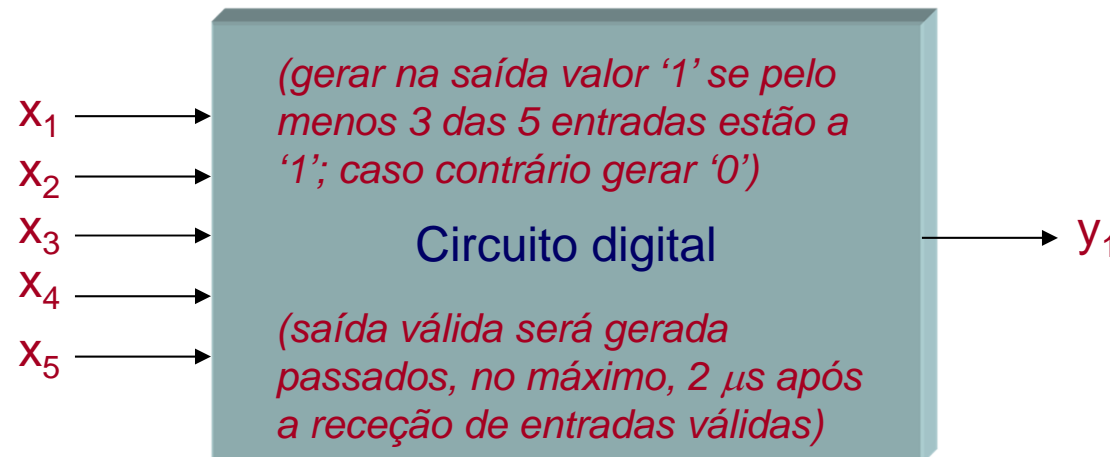 (gerar na saída valor ‘1’ se pelo
menos 3 das 5 entradas estão a
‘1’; caso contrário gerar ‘0’)
x₁
x₂
x₃
x₄
x₅
Circuito digital
y₁
(saída válida será gerada
passados, no máximo, 2 μs após
a receção de entradas válidas)